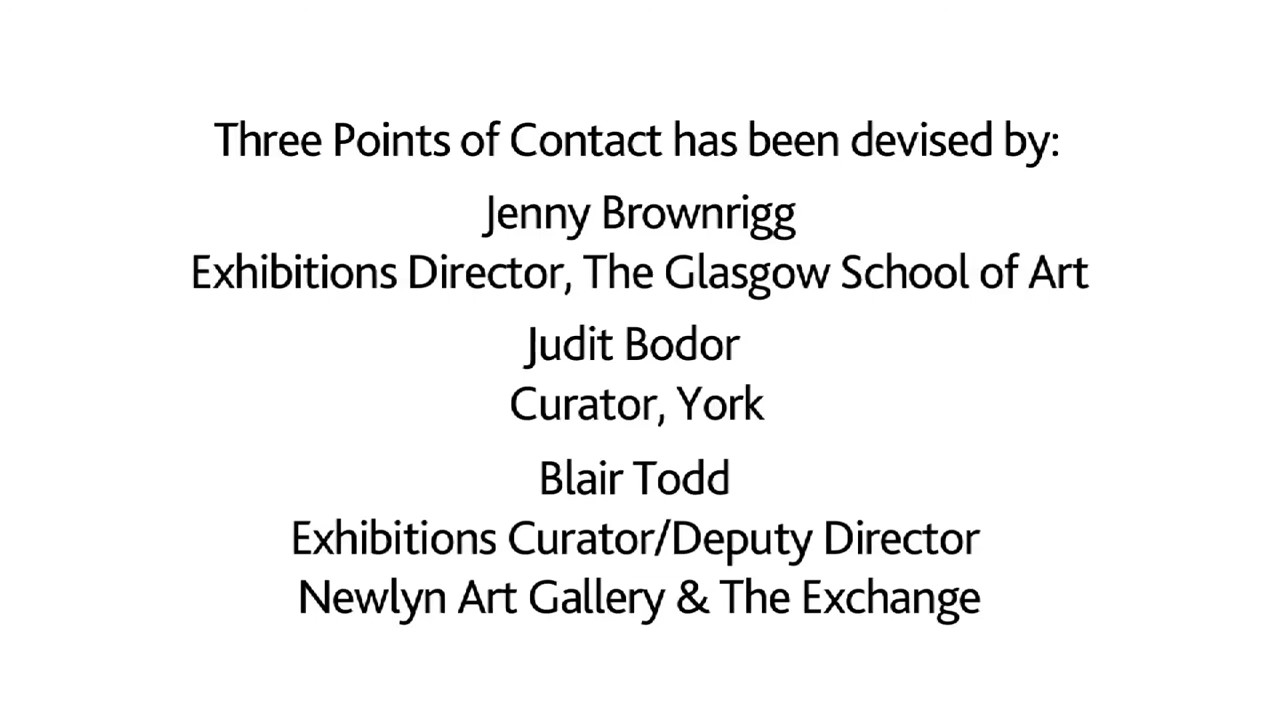 Three Points of Contact has been devised by:
Jenny Brownrigg
Exhibitions Director, The Glasgow School of Art
Judit Bodor
Curator, York
Blair Todd
Exhibitions Curator/Deputy Director
Newlyn Art Gallery & The Exchange